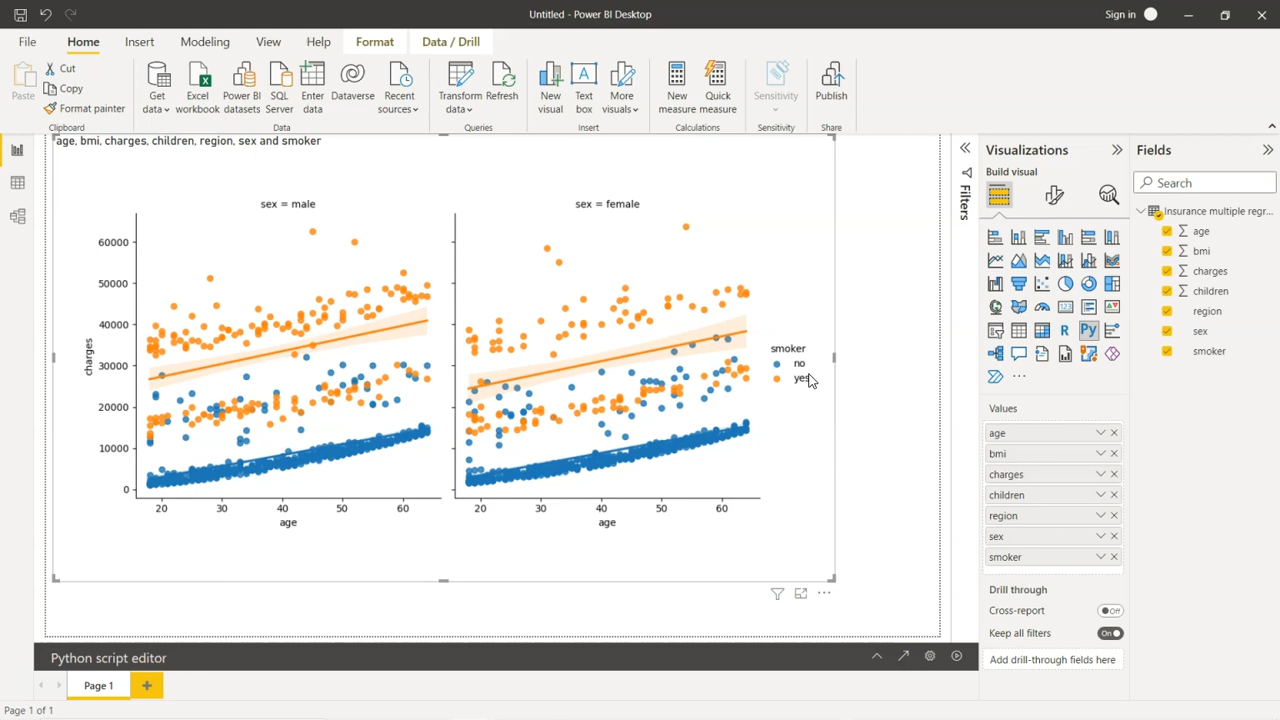 Untitled - Power BI Desktop
Sign in
File Home Insert Modeling View Help Format Data / Drill
Paste
Cut
Copy
Format painter
Get data
Excel workbook
Power BI datasets
SQL Server
Enter data
Dataverse
Recent sources
Transform data
Refresh
New visual
Text box
More visuals
New measure
Quick measure
Sensitivity
Publish
Clipboard
Data
Queries
Insert
Calculations
Sensitivity
Share
age, bmi, charges, children, region, sex and smoker
sex = male
sex = female
60000
50000
40000
30000
20000
10000
0
charges
20 30 40 50 60
20 30 40 50 60
age
age
smoker
no
yes
Filters
Visualizations
Build visual
R
Py
Values
age
bmi
charges
children
region
sex
smoker
Drill through
Cross-report
Off
Keep all filters
On
Add drill-through fields here
Fields
Search
Insurance multiple regr...
age
bmi
charges
children
region
sex
smoker
Python script editor
Page 1
Page 1 of 1